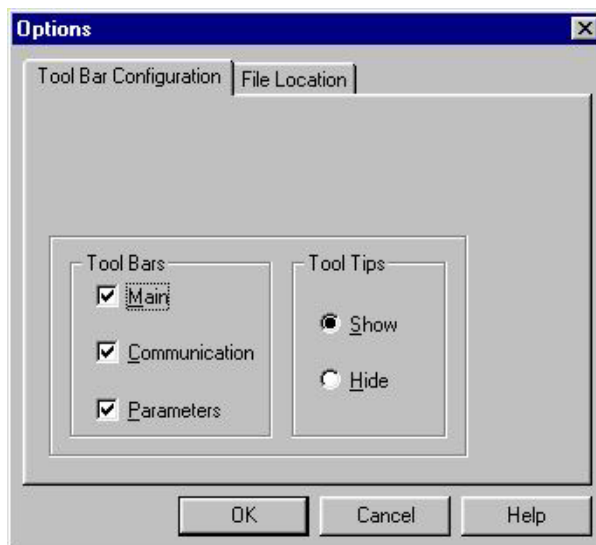 Options
Tool Bar Configuration File Location
Tool Bars Tool Tips
Main
Show
Communication
Hide
Parameters
OK Cancel Help